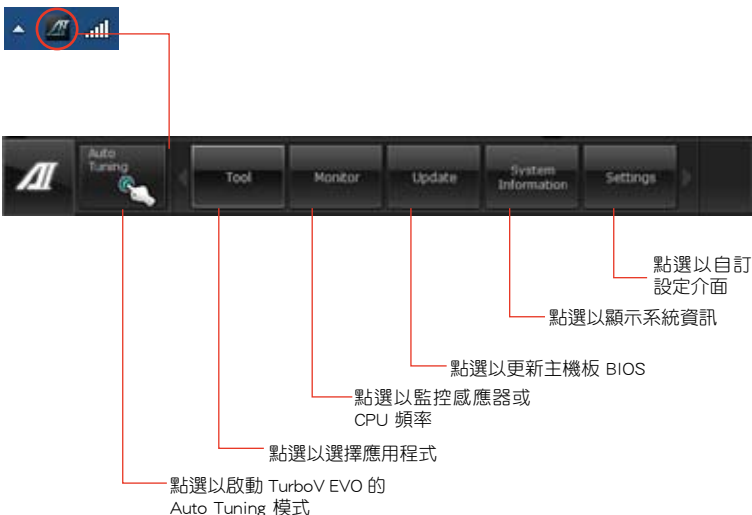 Auto
Tuning
Tool
Monitor
Update
System
Information
Settings
點選以自訂
設定介面
點選以顯示系統資訊
點選以更新主機板 BIOS
點選以監控感應器或
CPU 頻率
點選以選擇應用程式
點選以啟動 TurboV EVO 的
Auto Tuning 模式